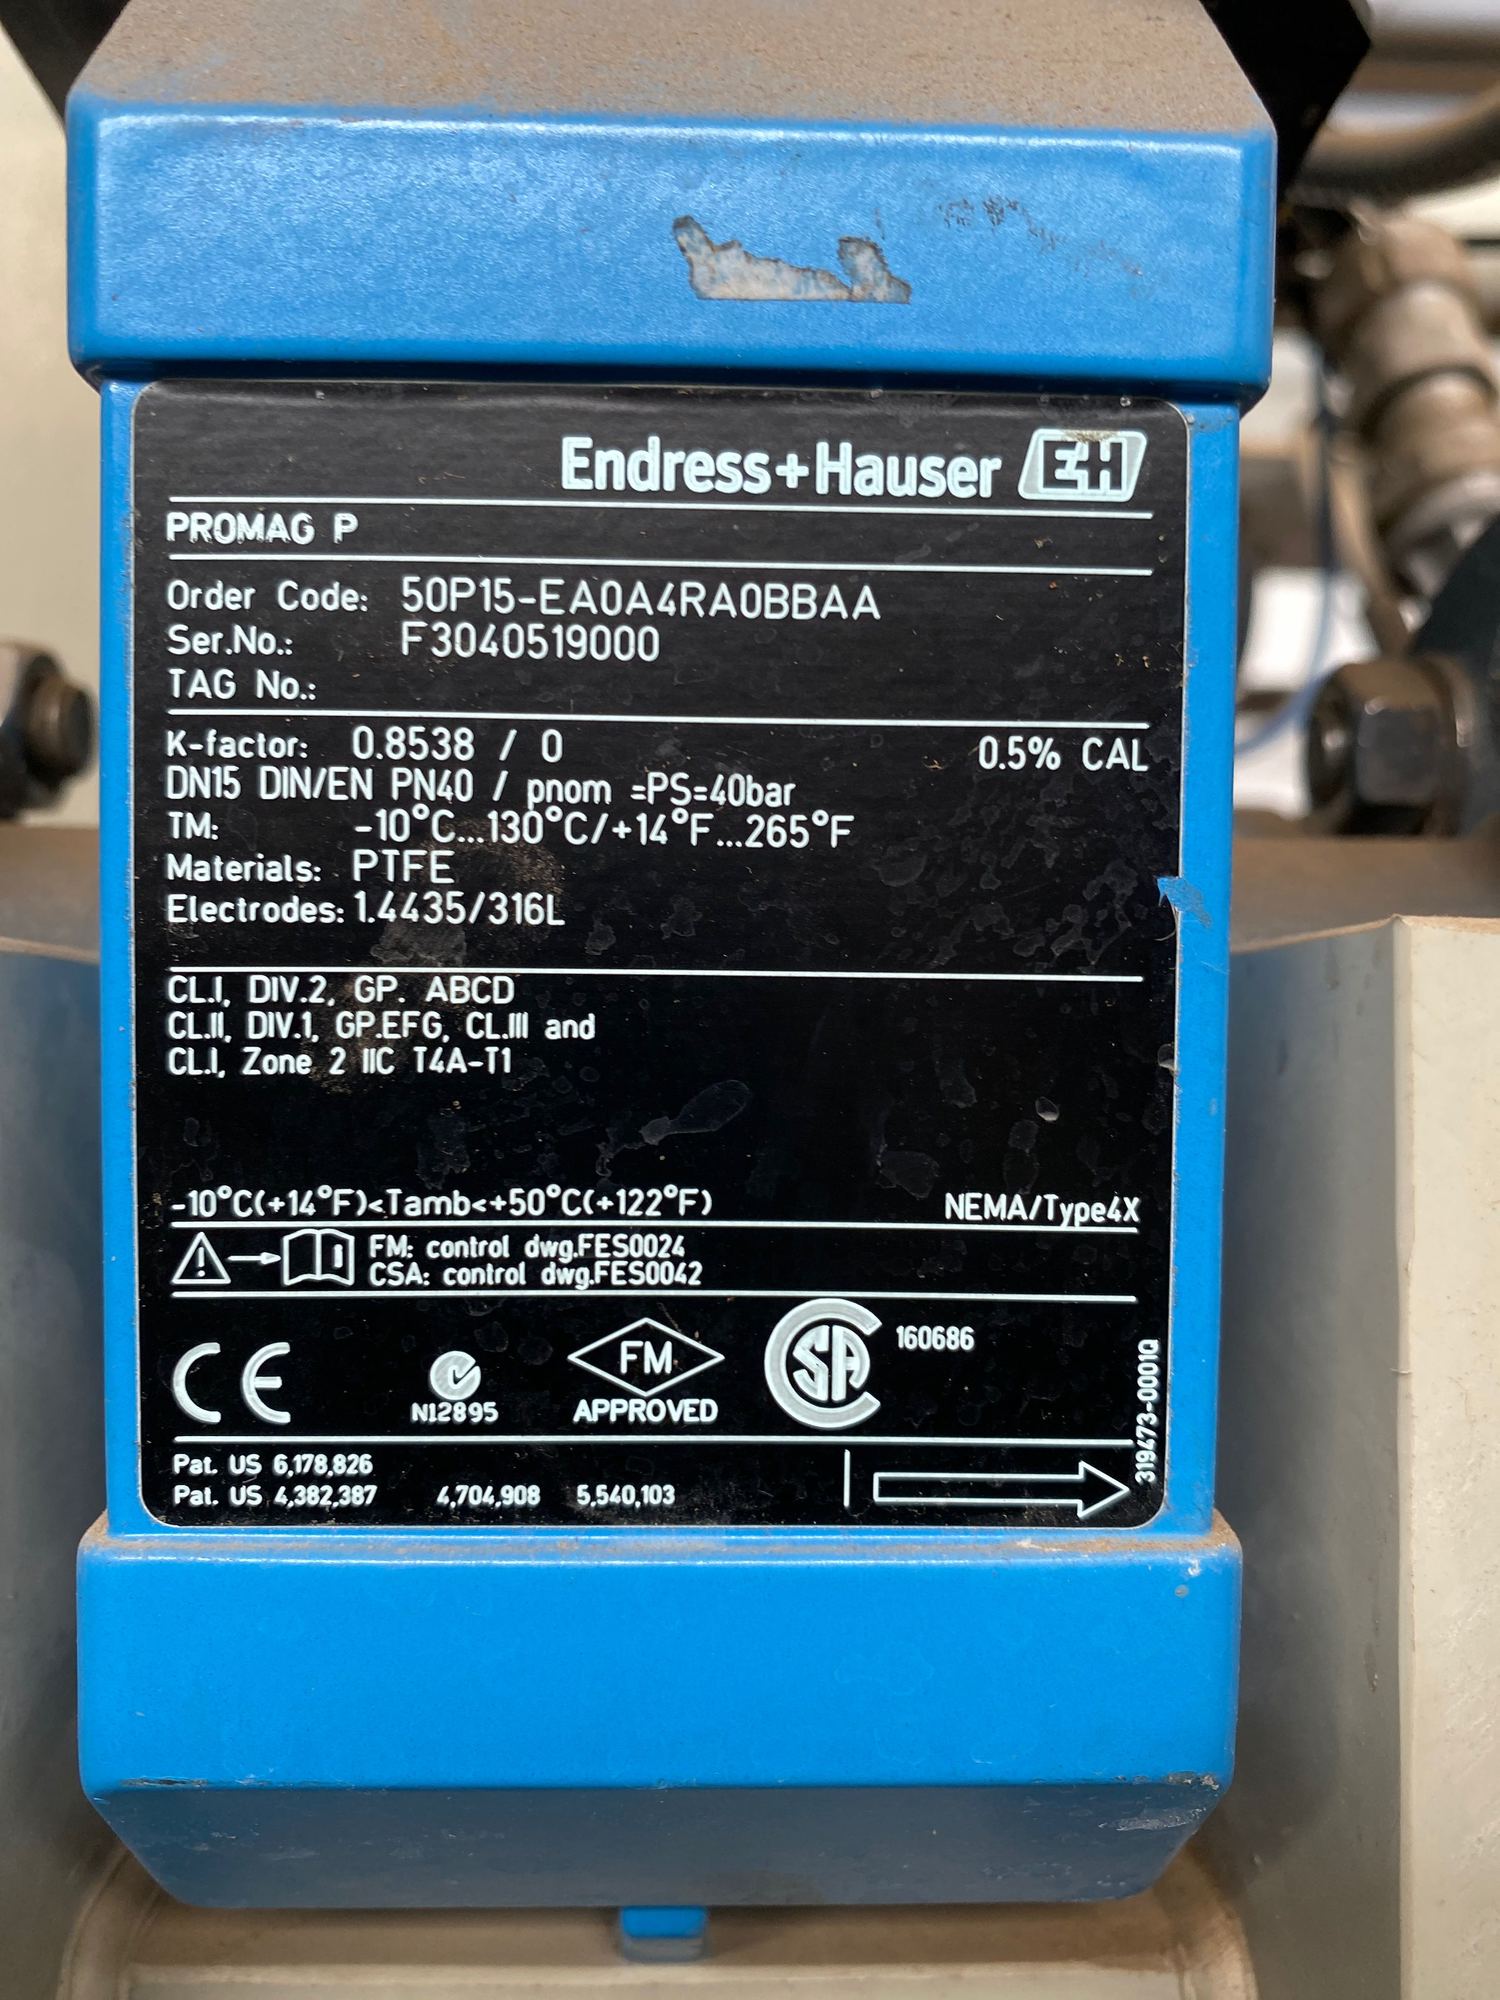 Endress+Hauser EH
PROMAG P
Order Code: 50P15-EA0A4RA0BBAA
Ser.No.: F3040519000
TAG No.:
K-factor: 0.8538 / 0 0.5% CAL
DN15 DIN/EN PN40 / pnom =PS=40bar
TM: -10°C...130°C/+14°F...265°F
Materials: PTFE
Electrodes: 1.4435/316L
CL.I, DIV.2, GP. ABCD
CL.II, DIV.1, GP.EFG, CL.III and
CL.I, Zone 2 IIC T4A-T1
-10°C(+14°F)<Tamb<+50°C(+122°F) NEMA/Type4X
FM: control dwg.FES0024
CSA: control dwg.FES0042
CE
N12895
FM
APPROVED
CSA
160686
319473-0001Q
Pat. US 6,178,826
Pat. US 4,382,387 4,704,908 5,540,103